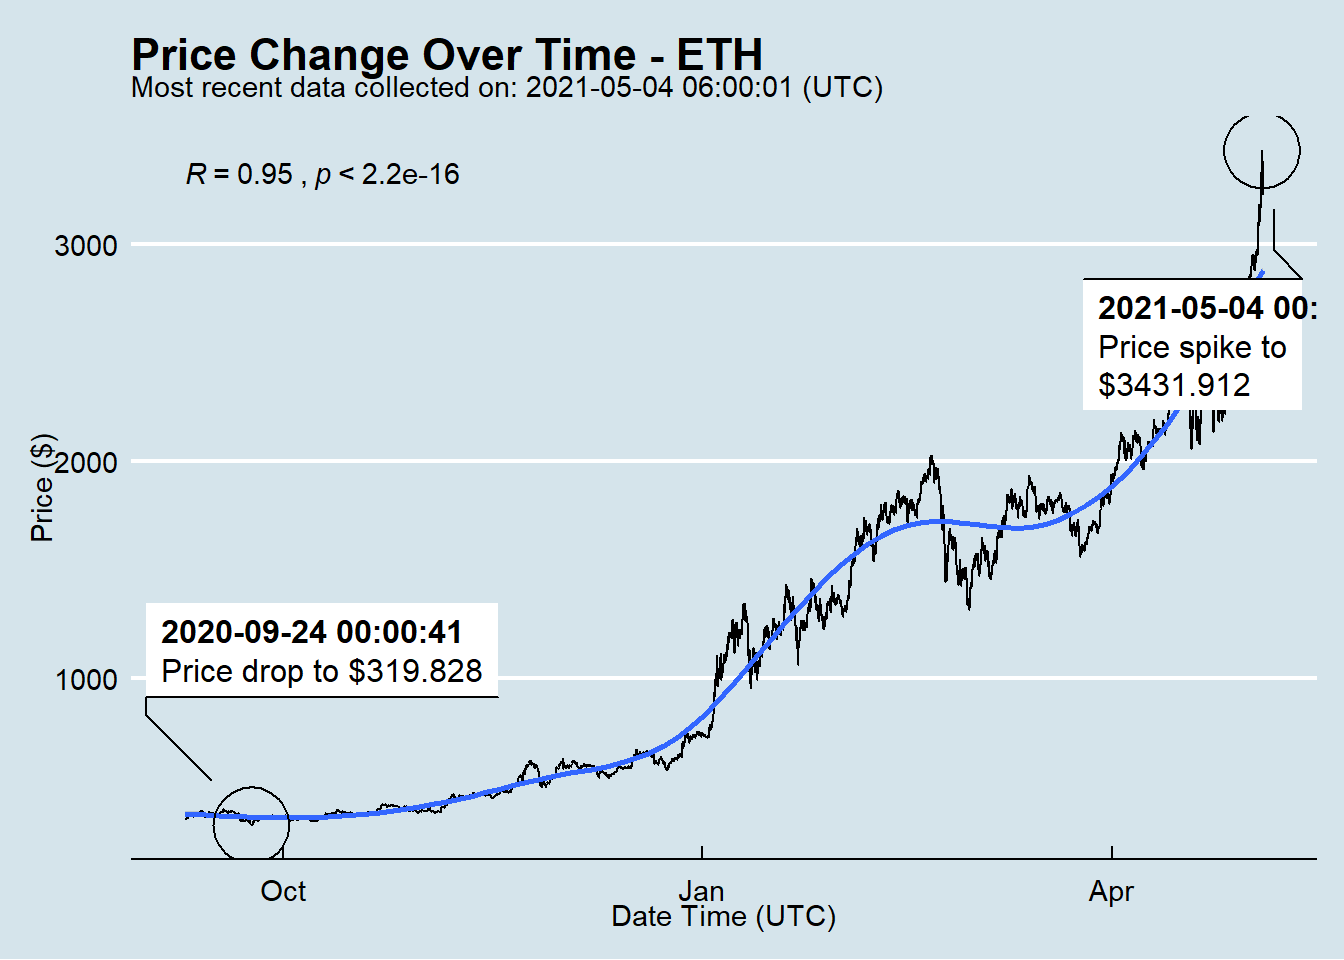 Price Change Over Time - ETH
Most recent data collected on: 2021-05-04 06:00:01 (UTC)
R = 0.95 , p < 2.2e-16
3000
2021-05-04 00:
Price spike to
$3431.912
Price ($)
2000
2020-09-24 00:00:41
Price drop to $319.828
1000
Oct
Jan
Apr
Date Time (UTC)